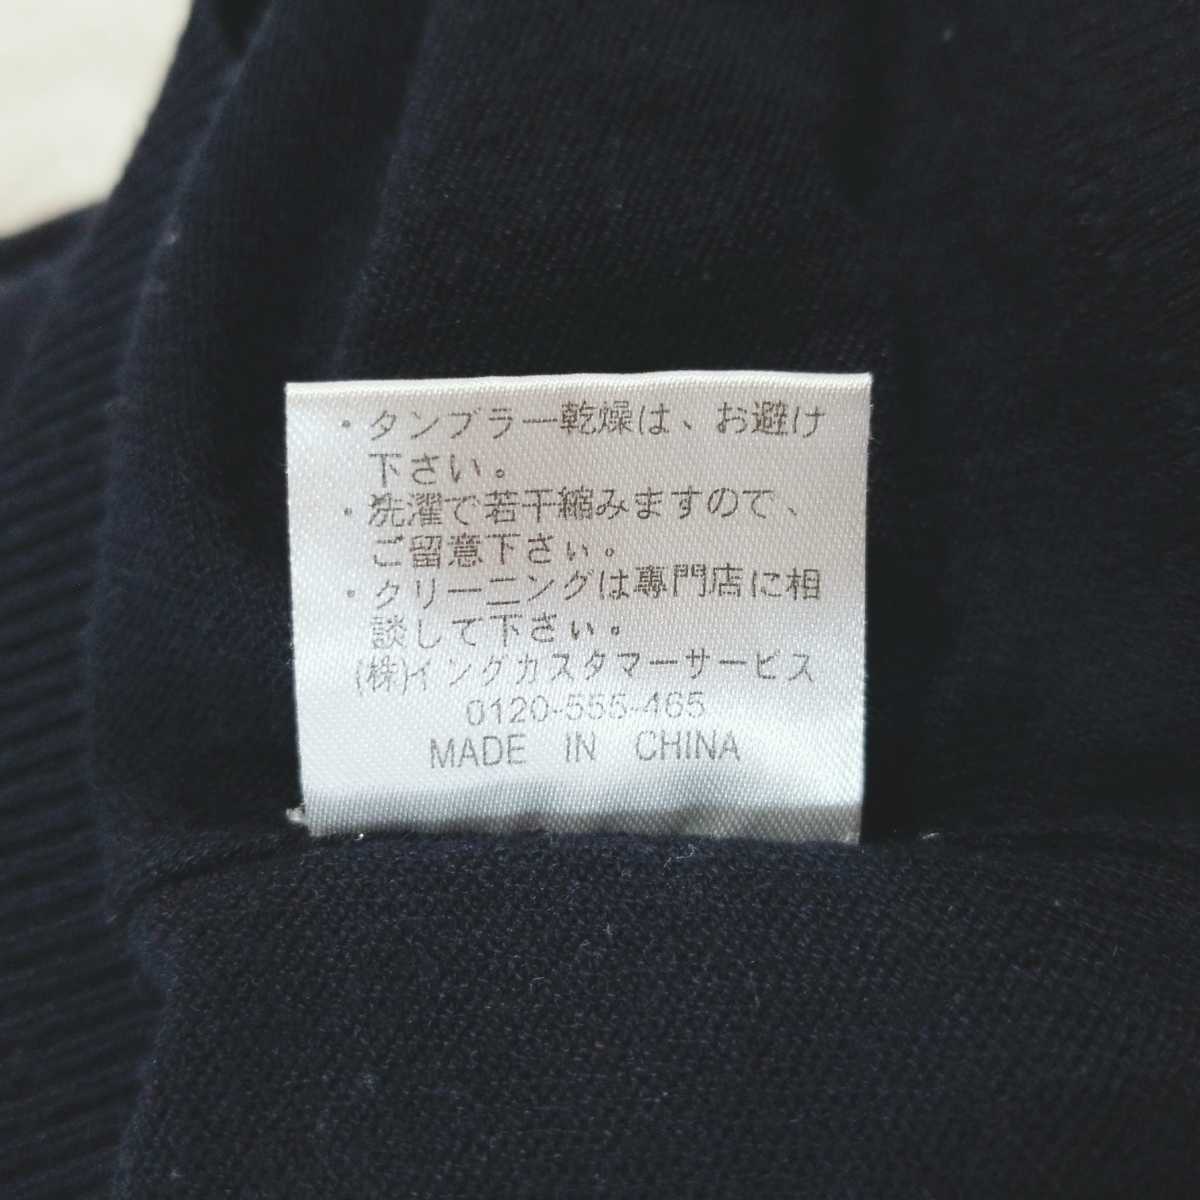 ・タンブラー乾燥は、お避け
下さい。
・洗濯で若干縮みますので、
ご留意下さい。
・クリーニングは專門店に相
談して下さい。
(株)イングカスタマーサービス
0120-555-465
MADE IN CHINA